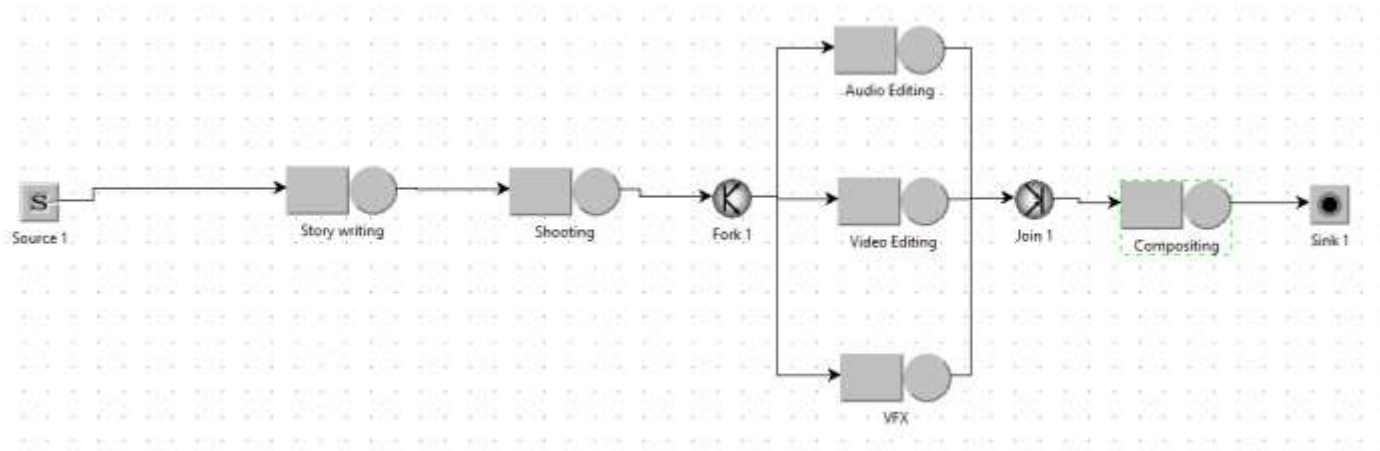 S
Source 1
Story writing
Shooting
Fork 1
Audio Editing
Video Editing
VFX
Join 1
Compositing
Sink 1